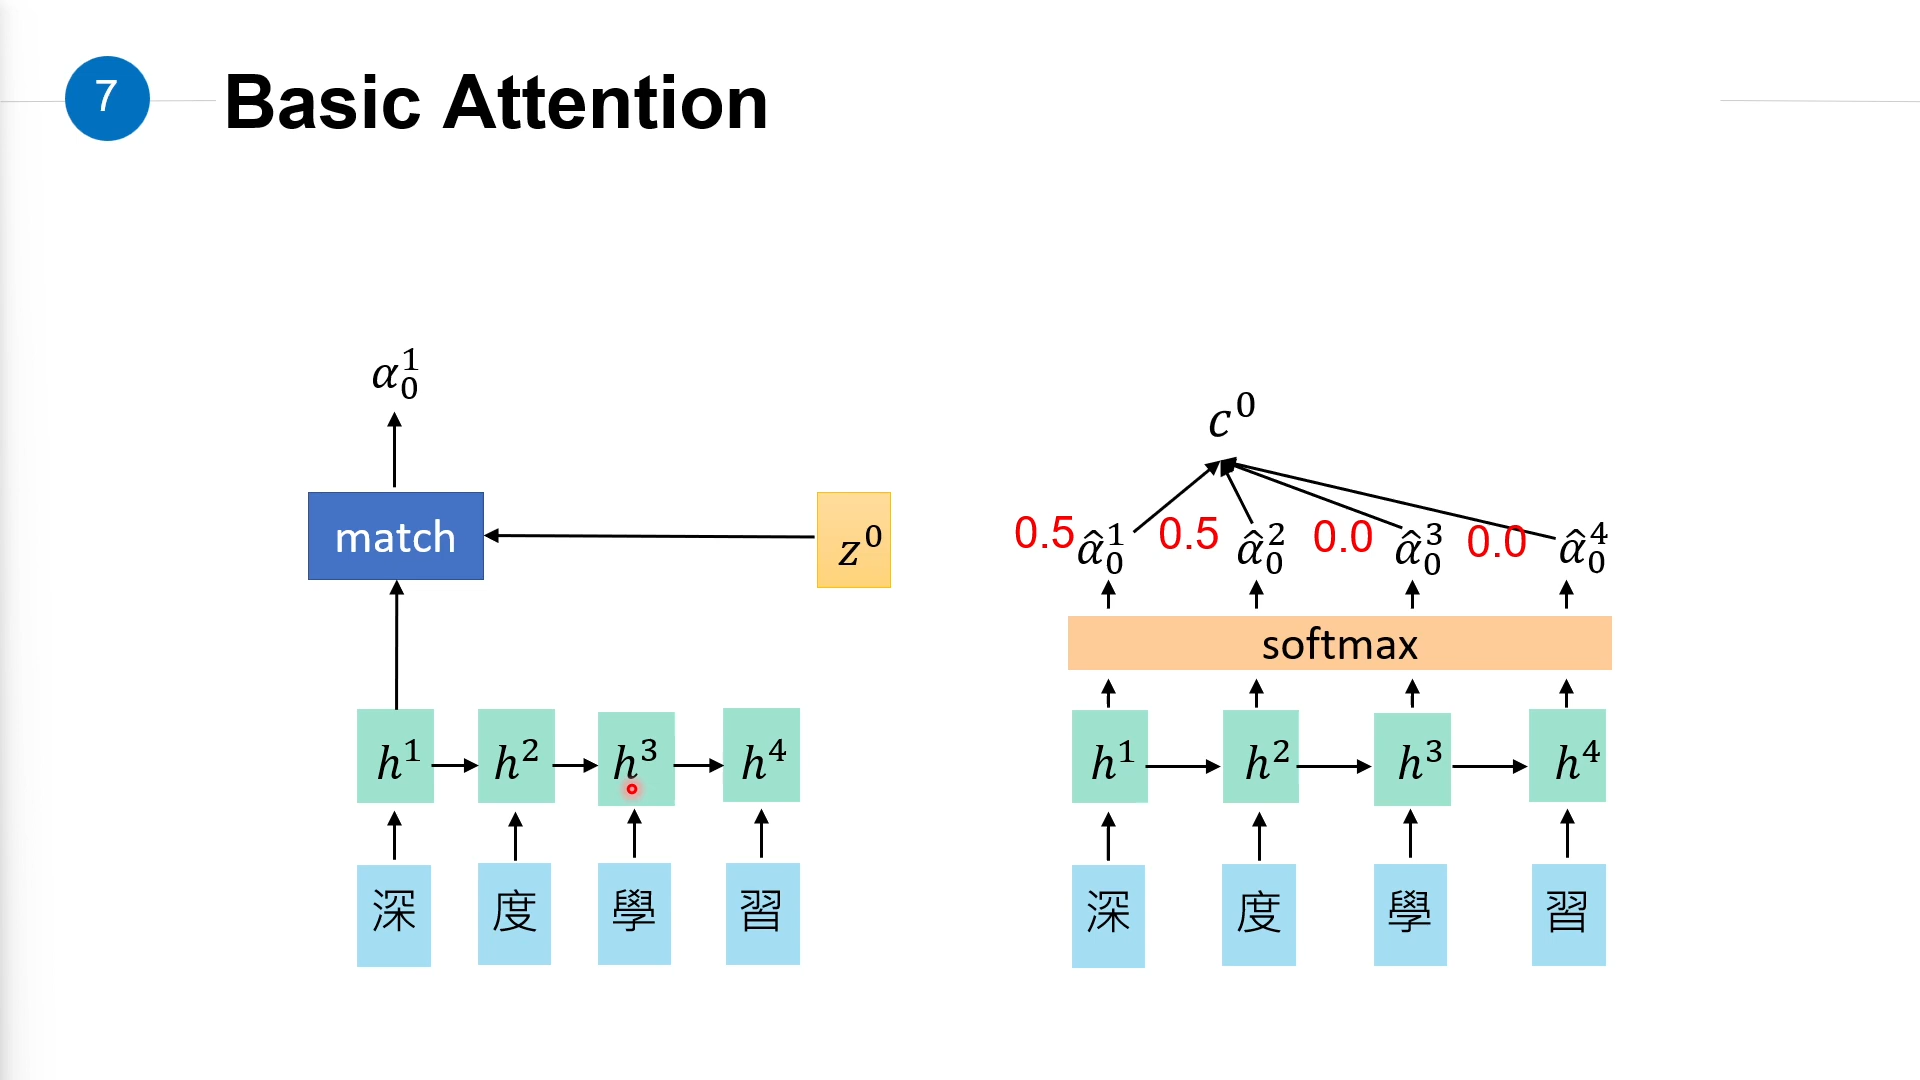 7
Basic Attention
α₀¹
match
z⁰
h¹ h² h³ h⁴
深 度 學 習
c⁰
0.5 α̂₀¹ 0.5 α̂₀² 0.0 α̂₀³ 0.0 α̂₀⁴
softmax
h¹ h² h³ h⁴
深 度 學 習